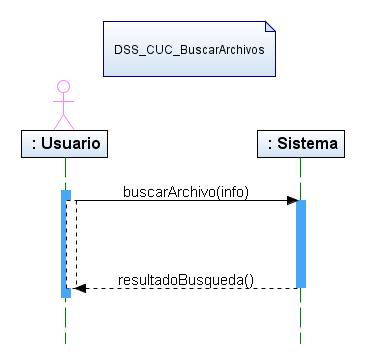 DSS_CUC_BuscarArchivos
: Usuario
: Sistema
buscarArchivo(info)
resultadoBusqueda()